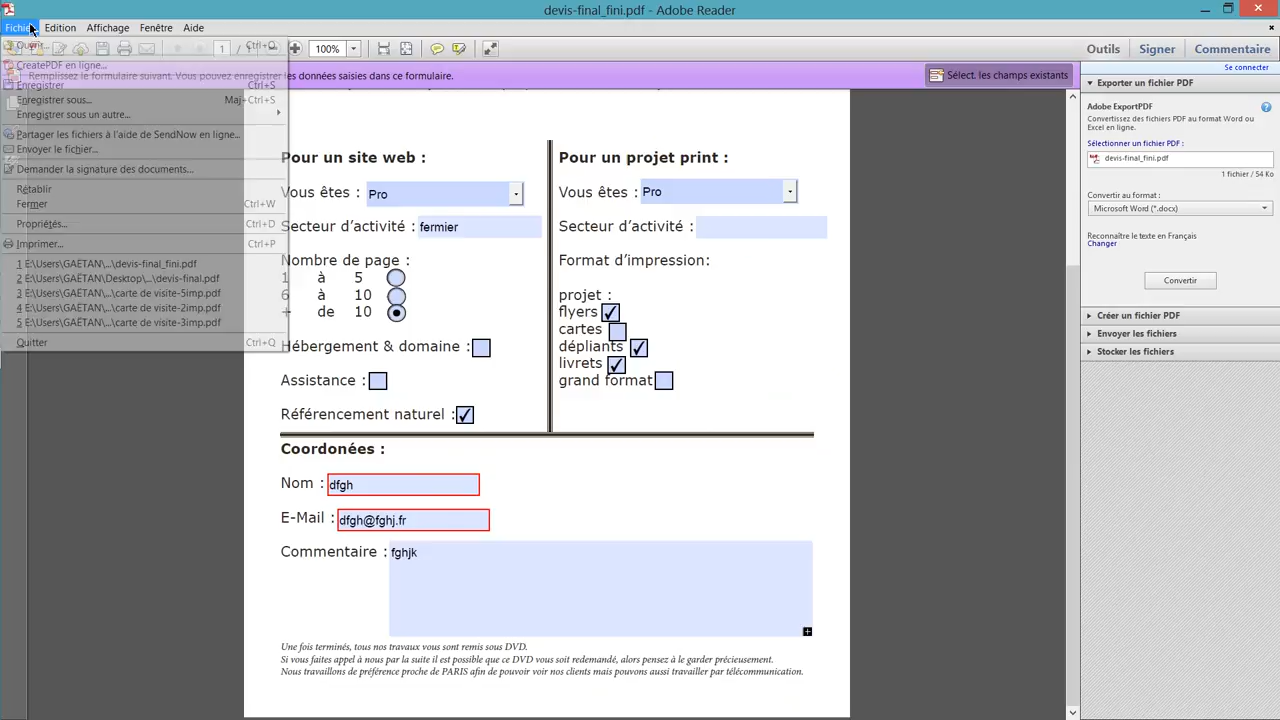 devis-final_fini.pdf - Adobe Reader
Fichier Edition Affichage Fenêtre Aide
Ouvrir... Ctrl+O
1 / 100%
Outils Signer Commentaire
CreatePDF en ligne...
Se connecter
Remplissez le formulaire suivant. Vous pouvez enregistrer les données saisies dans ce formulaire.
Sélect. les champs existants
Enregistrer Ctrl+S
Enregistrer sous... Maj+Ctrl+S
Enregistrer sous un autre...
Partager les fichiers à l'aide de SendNow en ligne...
Envoyer le fichier...
Demander la signature des documents...
Rétablir
Fermer Ctrl+W
Propriétés... Ctrl+D
Imprimer... Ctrl+P
1 E:\Users\GAËTAN\...\devis-final_fini.pdf
2 E:\Users\GAËTAN\Desktop\...\devis-final.pdf
3 E:\Users\GAËTAN\...\carte de visite-5imp.pdf
4 E:\Users\GAËTAN\...\carte de visite-2imp.pdf
5 E:\Users\GAËTAN\...\carte de visite-3imp.pdf
Quitter Ctrl+Q
Pour un site web :
Vous êtes : Pro
Secteur d'activité : fermier
Nombre de page :
1 à 5
6 à 10
+ de 10
Hébergement & domaine :
Assistance :
Référencement naturel :
Pour un projet print :
Vous êtes : Pro
Secteur d'activité :
Format d'impression:
projet :
flyers
cartes
dépliants
livrets
grand format
Coordonées :
Nom : dfgh
E-Mail : dfgh@fghj.fr
Commentaire : fghjk
Une fois terminés, tous nos travaux vous sont remis sous DVD.
Si vous faites appel à nous par la suite il est possible que ce DVD vous soit redemandé, alors pensez à le garder précieusement.
Nous travaillons de préférence proche de PARIS afin de pouvoir voir nos clients mais pouvons aussi travailler par télécommunication.
Exporter un fichier PDF
Adobe ExportPDF
Convertissez des fichiers PDF au format Word ou
Excel en ligne.
Sélectionner un fichier PDF :
devis-final_fini.pdf
1 fichier / 54 Ko
Convertir au format :
Microsoft Word (*.docx)
Reconnaître le texte en Français
Changer
Convertir
Créer un fichier PDF
Envoyer les fichiers
Stocker les fichiers